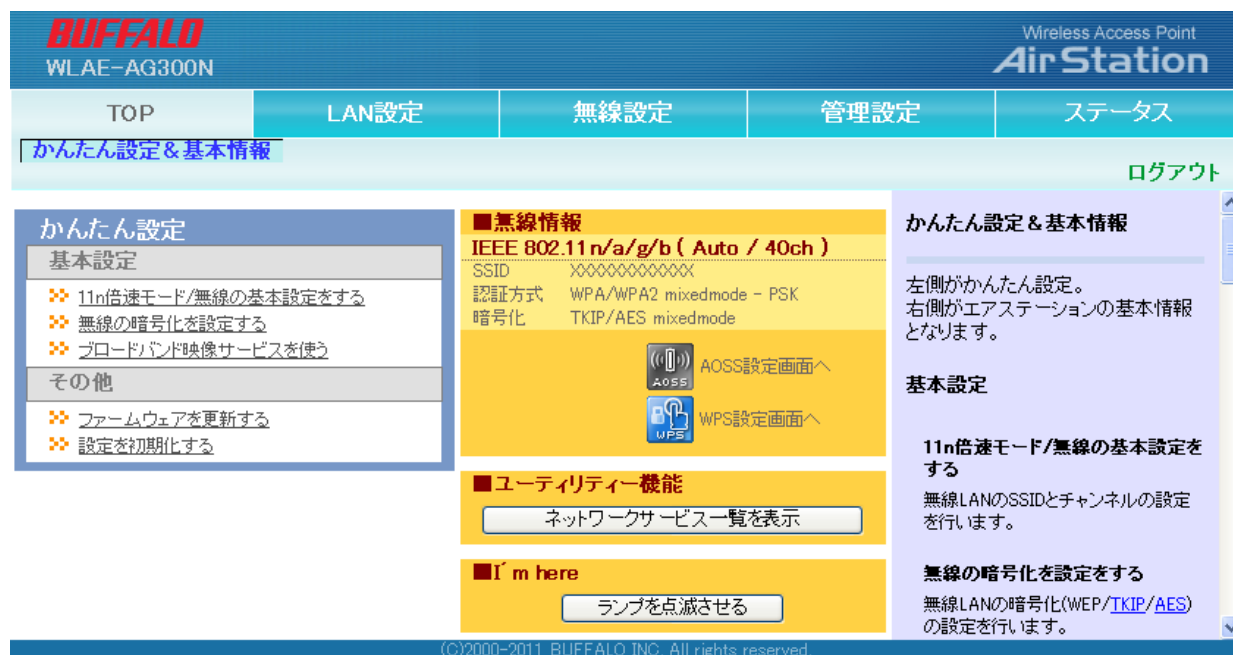 BUFFALO
WLAE-AG300N
Wireless Access Point
AirStation
TOP
LAN設定
無線設定
管理設定
ステータス
かんたん設定&基本情報
ログアウト
かんたん設定
基本設定
11n倍速モード/無線の基本設定をする
無線の暗号化を設定する
ブロードバンド映像サービスを使う
その他
ファームウェアを更新する
設定を初期化する
■無線情報
IEEE 802.11n/a/g/b ( Auto / 40ch )
SSID XXXXXXXXXXXXX
認証方式 WPA/WPA2 mixedmode - PSK
暗号化 TKIP/AES mixedmode
AOSS
AOSS設定画面へ
WPS
WPS設定画面へ
■ユーティリティー機能
ネットワークサービス一覧を表示
■I´m here
ランプを点滅させる
かんたん設定&基本情報
左側がかんたん設定。
右側がエアステーションの基本情報
となります。
基本設定
11n倍速モード/無線の基本設定を
する
無線LANのSSIDとチャンネルの設定
を行います。
無線の暗号化を設定をする
無線LANの暗号化(WEP/TKIP/AES)
の設定を行います。
(C)2000-2011 BUFFALO INC. All rights reserved.